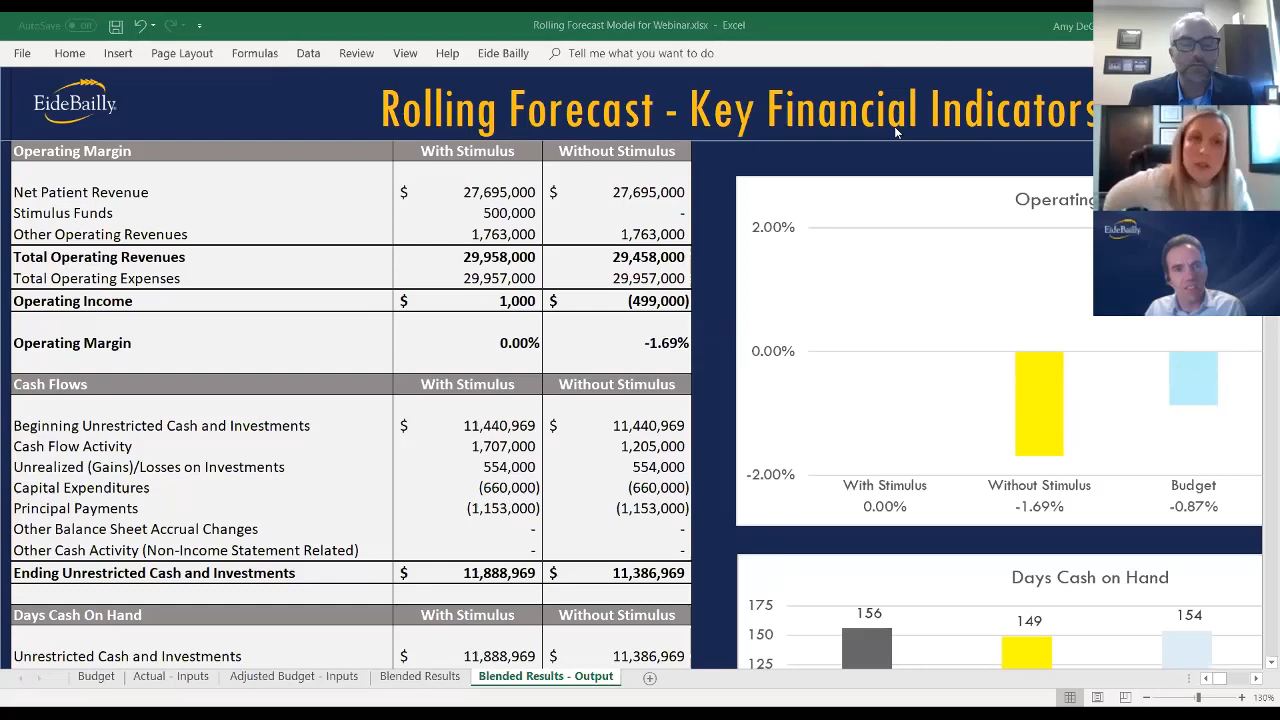 AutoSave Off
Rolling Forecast Model for Webinar.xlsx - Excel
File Home Insert Page Layout Formulas Data Review View Help Eide Bailly Tell me what you want to do
EideBailly
Rolling Forecast - Key Financial Indicators
Operating Margin With Stimulus Without Stimulus
Net Patient Revenue $ 27,695,000 $ 27,695,000
Stimulus Funds 500,000 -
Other Operating Revenues 1,763,000 1,763,000
Total Operating Revenues 29,958,000 29,458,000
Total Operating Expenses 29,957,000 29,957,000
Operating Income $ 1,000 $ (499,000)
Operating Margin 0.00% -1.69%
Cash Flows With Stimulus Without Stimulus
Beginning Unrestricted Cash and Investments $ 11,440,969 $ 11,440,969
Cash Flow Activity 1,707,000 1,205,000
Unrealized (Gains)/Losses on Investments 554,000 554,000
Capital Expenditures (660,000) (660,000)
Principal Payments (1,153,000) (1,153,000)
Other Balance Sheet Accrual Changes - -
Other Cash Activity (Non-Income Statement Related) - -
Ending Unrestricted Cash and Investments $ 11,888,969 $ 11,386,969
Days Cash On Hand With Stimulus Without Stimulus
Unrestricted Cash and Investments $ 11,888,969 $ 11,386,969
Operating
2.00%
0.00%
-2.00%
With Stimulus Without Stimulus Budget
0.00% -1.69% -0.87%
Days Cash on Hand
175
150
125
156 149 154
EideBailly
Budget Actual - Inputs Adjusted Budget - Inputs Blended Results Blended Results - Output
130%